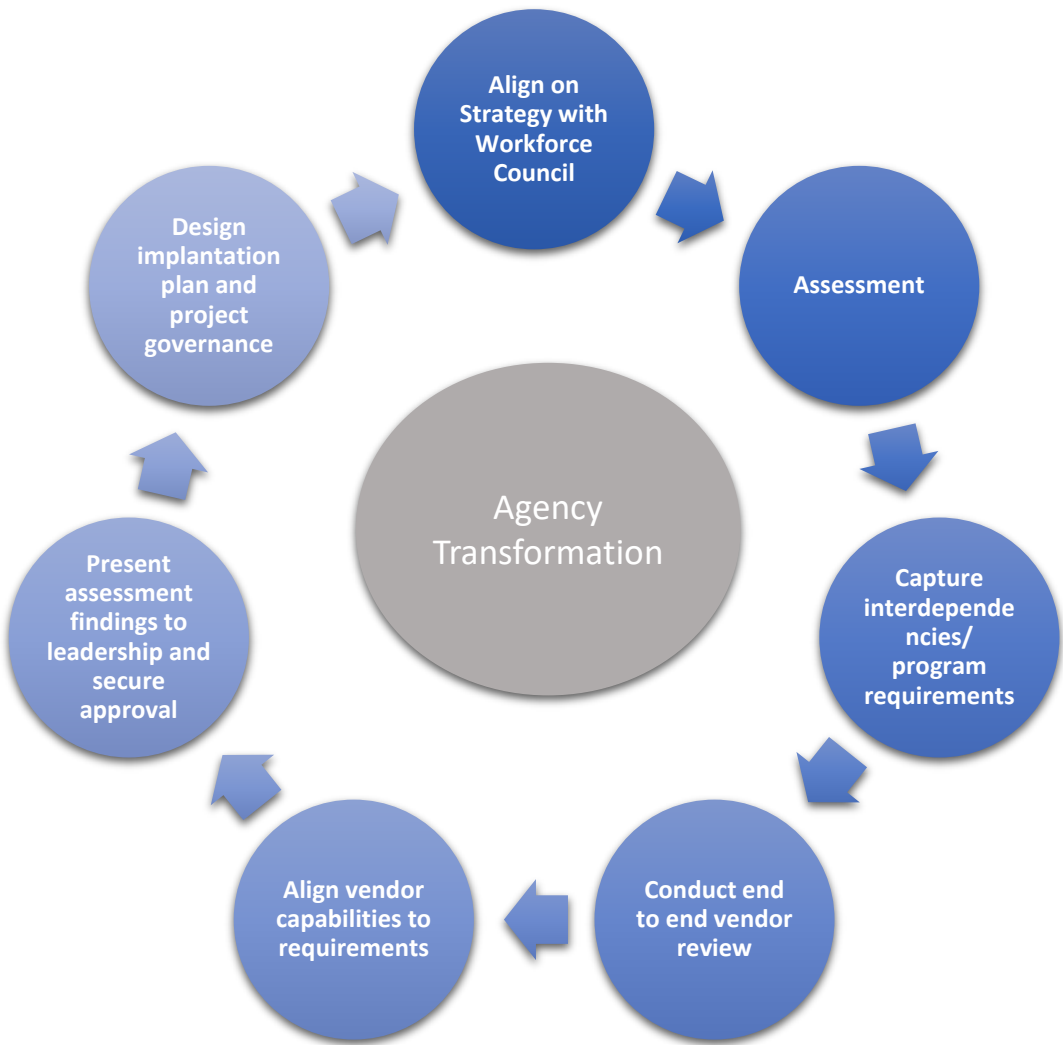 Align on
Strategy with
Workforce
Council
Assessment
Capture
interdepende
ncies/
program
requirements
Conduct end
to end vendor
review
Align vendor
capabilities to
requirements
Present
assessment
findings to
leadership and
secure
approval
Design
implantation
plan and
project
governance
Agency
Transformation